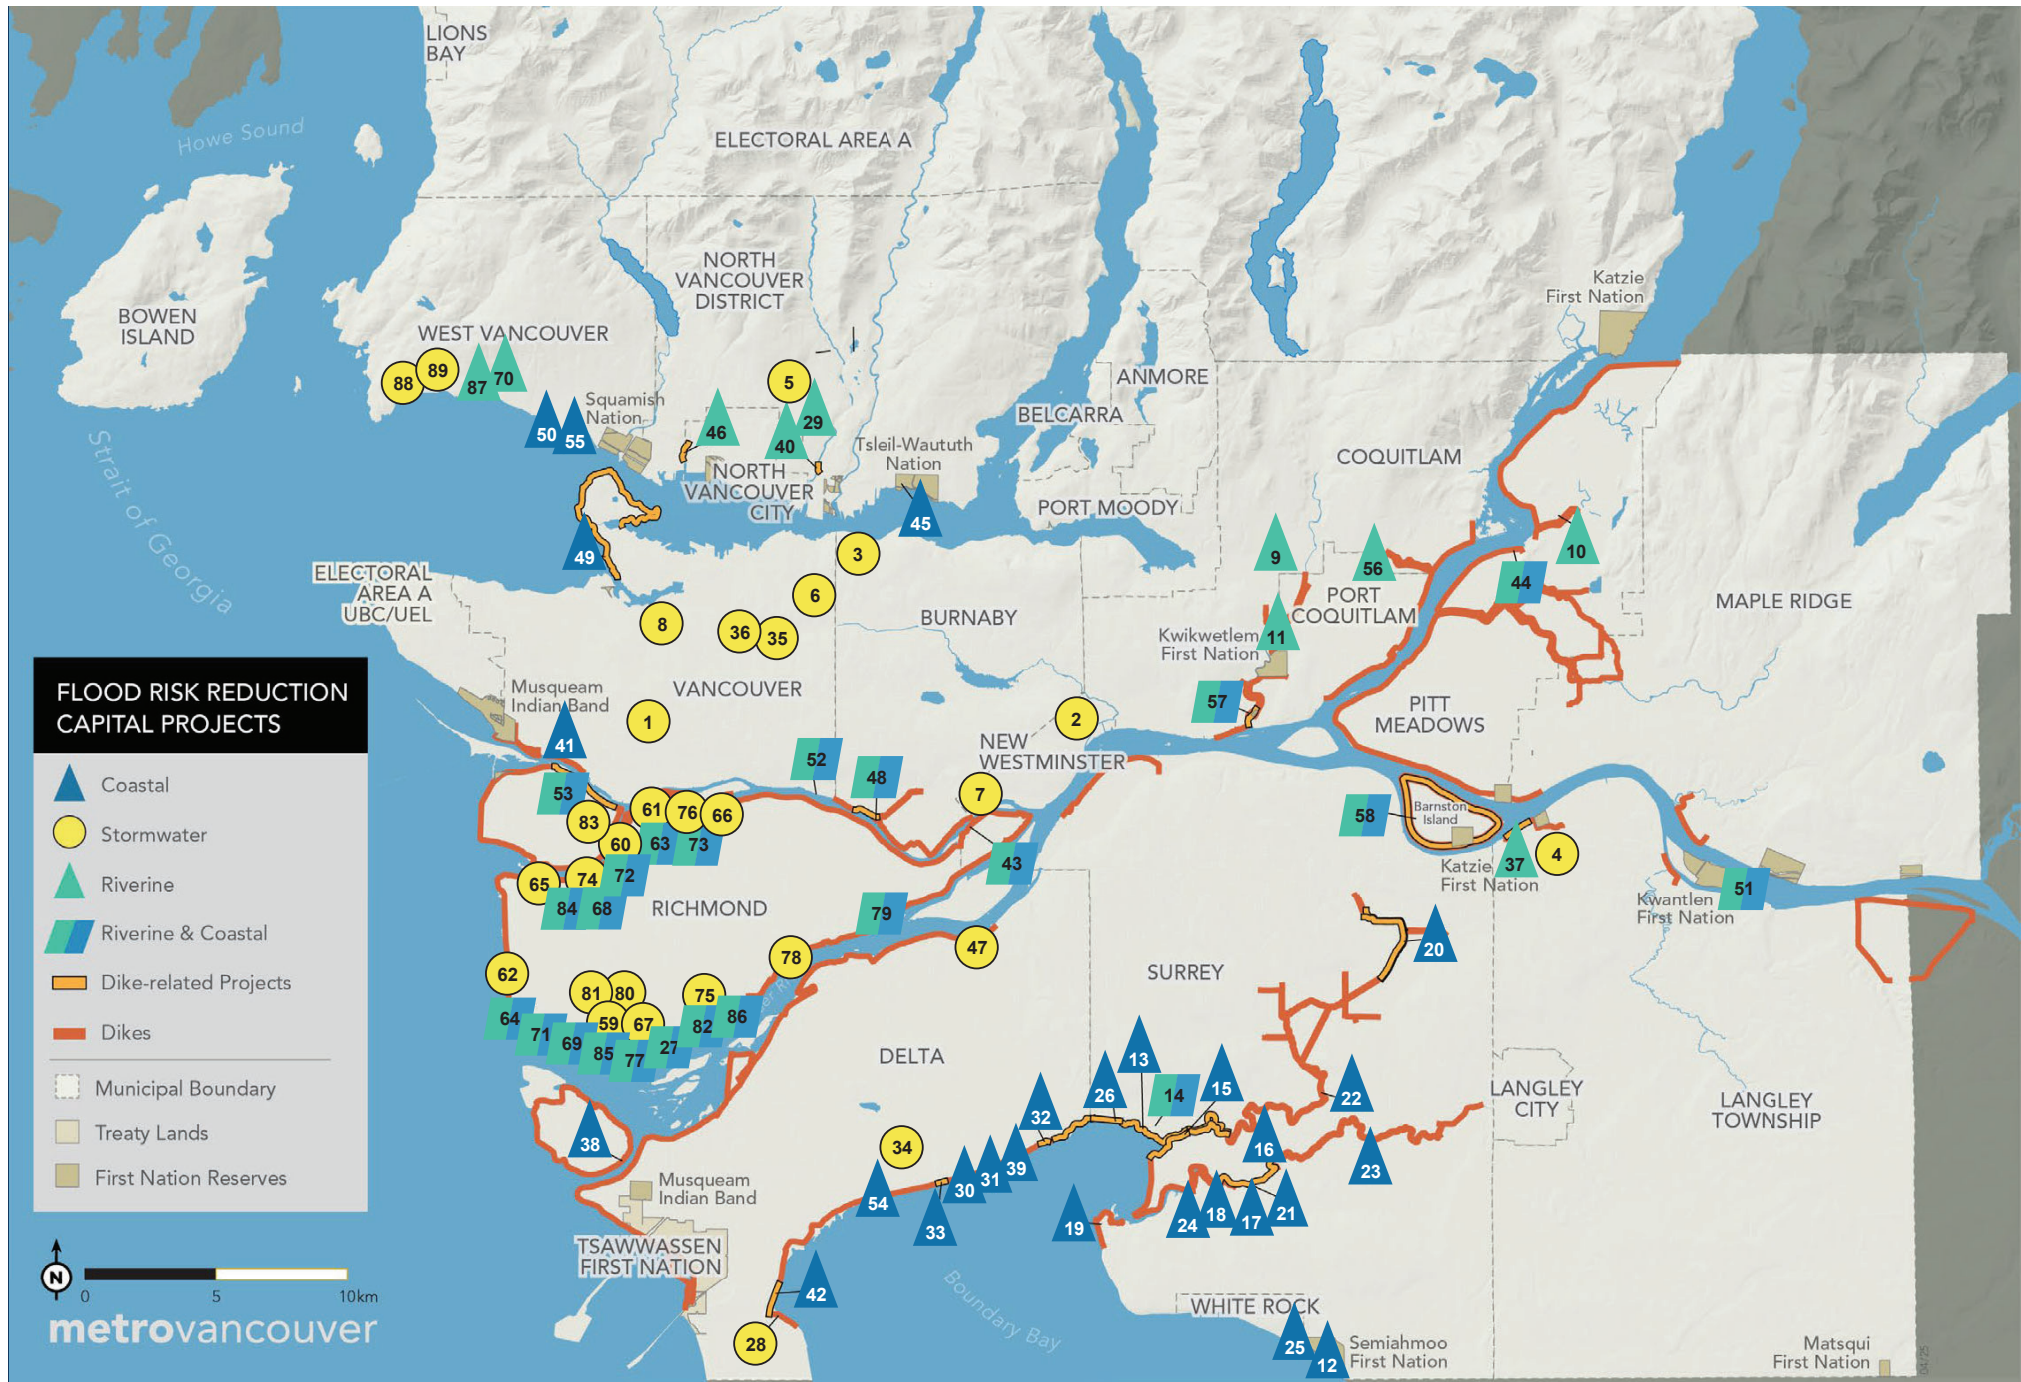 LIONS
BAY
Howe Sound
ELECTORAL AREA A
NORTH
VANCOUVER
DISTRICT
Katzie
First Nation
BOWEN
ISLAND
WEST VANCOUVER
88
89
87
70
5
ANMORE
50
55
Squamish
Nation
46
29
40
BELCARRA
Tsleil-Waututh
Nation
COQUITLAM
NORTH
VANCOUVER
CITY
PORT MOODY
45
Strait of Georgia
49
3
9
56
10
ELECTORAL
AREA A
UBC/UEL
6
44
PORT
COQUITLAM
MAPLE RIDGE
8
36
35
BURNABY
Kwikwetlem
First Nation
11
FLOOD RISK REDUCTION
CAPITAL PROJECTS
Coastal
Stormwater
Riverine
Riverine & Coastal
Dike-related Projects
Dikes
Municipal Boundary
Treaty Lands
First Nation Reserves
Musqueam
Indian Band
VANCOUVER
57
PITT
MEADOWS
1
2
41
NEW
WESTMINSTER
52
48
53
7
61
76
66
83
60
63
73
58
Barnston
Island
43
37
4
Katzie
First Nation
65
74
72
84
68
RICHMOND
79
51
Kwantlen
First Nation
47
20
78
62
SURREY
81
80
75
59
67
64
71
69
85
77
27
82
86
DELTA
13
26
14
15
22
LANGLEY
CITY
LANGLEY
TOWNSHIP
32
38
34
16
23
39
31
30
54
33
Musqueam
Indian Band
19
24
18
17
21
TSAWWASSEN
FIRST NATION
42
Boundary Bay
WHITE ROCK
28
25
12
Semiahmoo
First Nation
Matsqui
First Nation
04/25
N
0
5
10km
metrovancouver